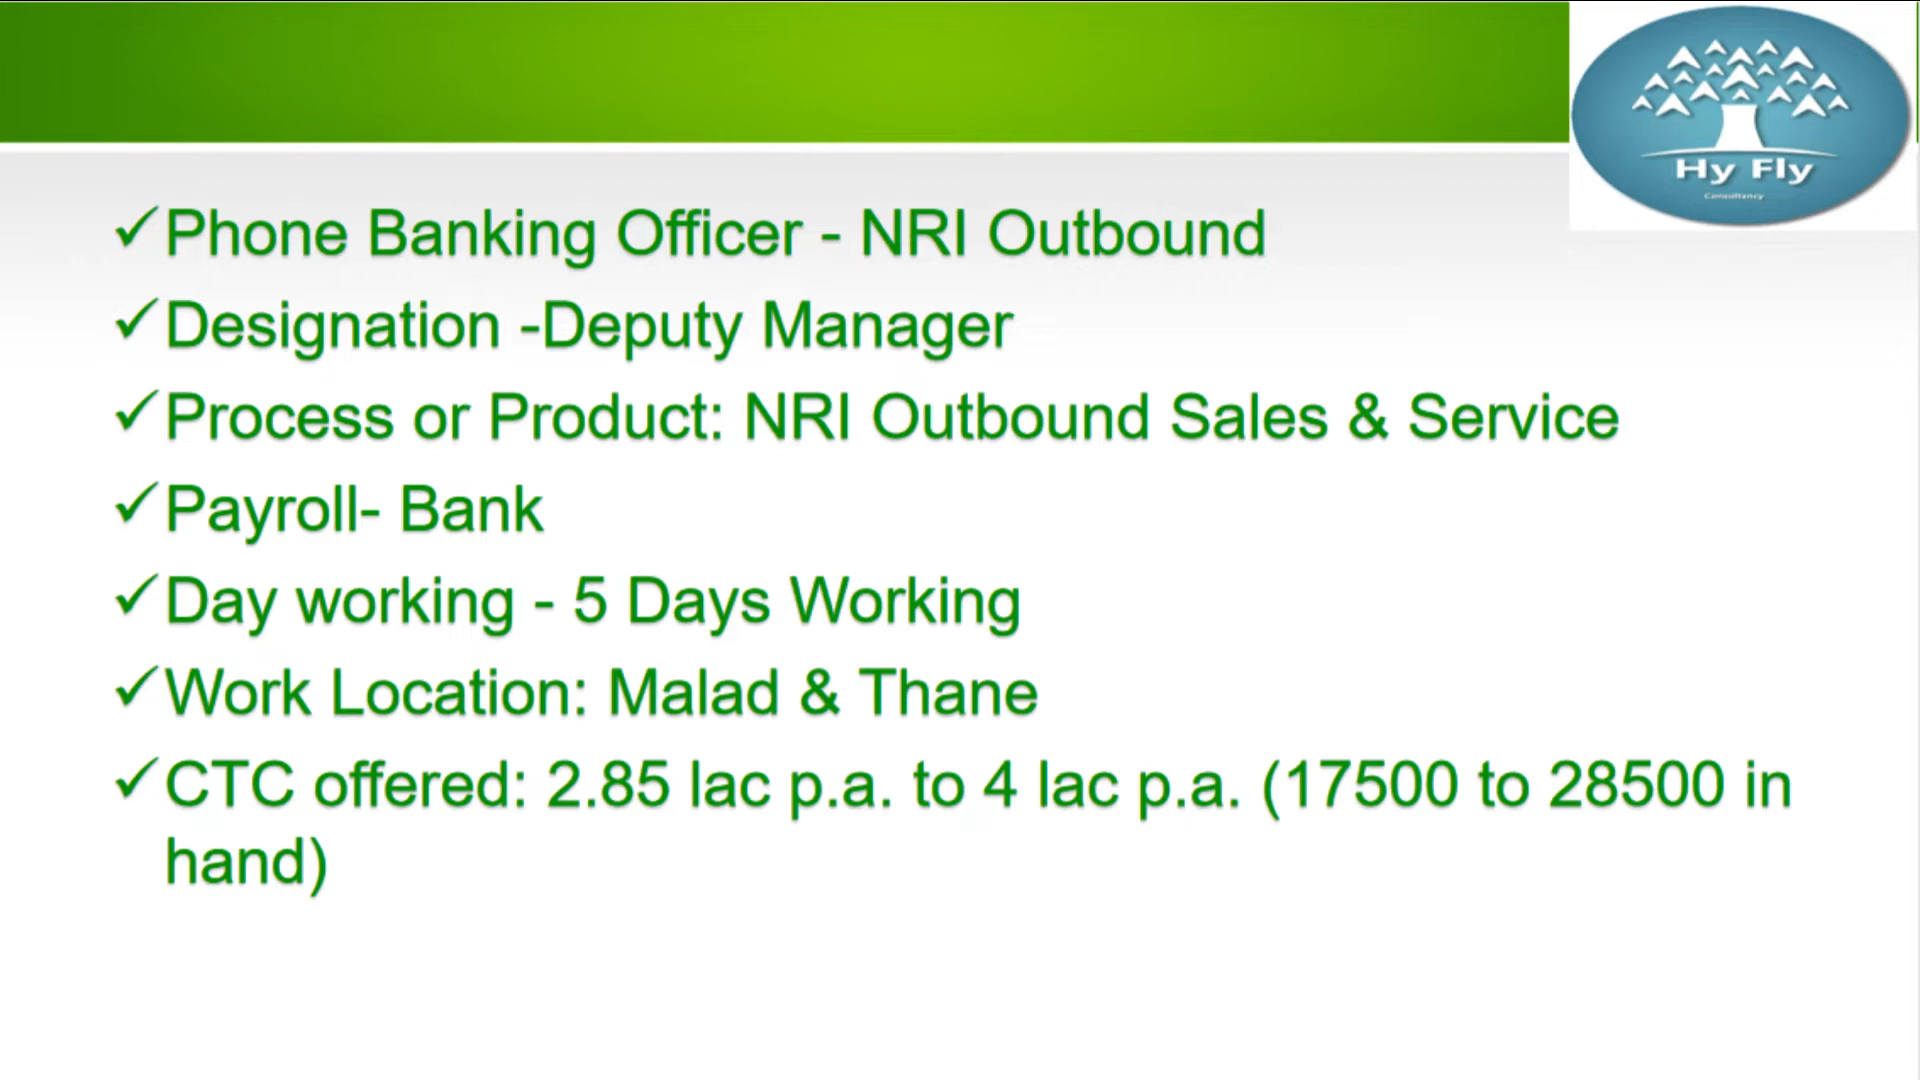 Hy Fly
Consultancy
✓Phone Banking Officer - NRI Outbound
✓Designation -Deputy Manager
✓Process or Product: NRI Outbound Sales & Service
✓Payroll- Bank
✓Day working - 5 Days Working
✓Work Location: Malad & Thane
✓CTC offered: 2.85 lac p.a. to 4 lac p.a. (17500 to 28500 in
hand)